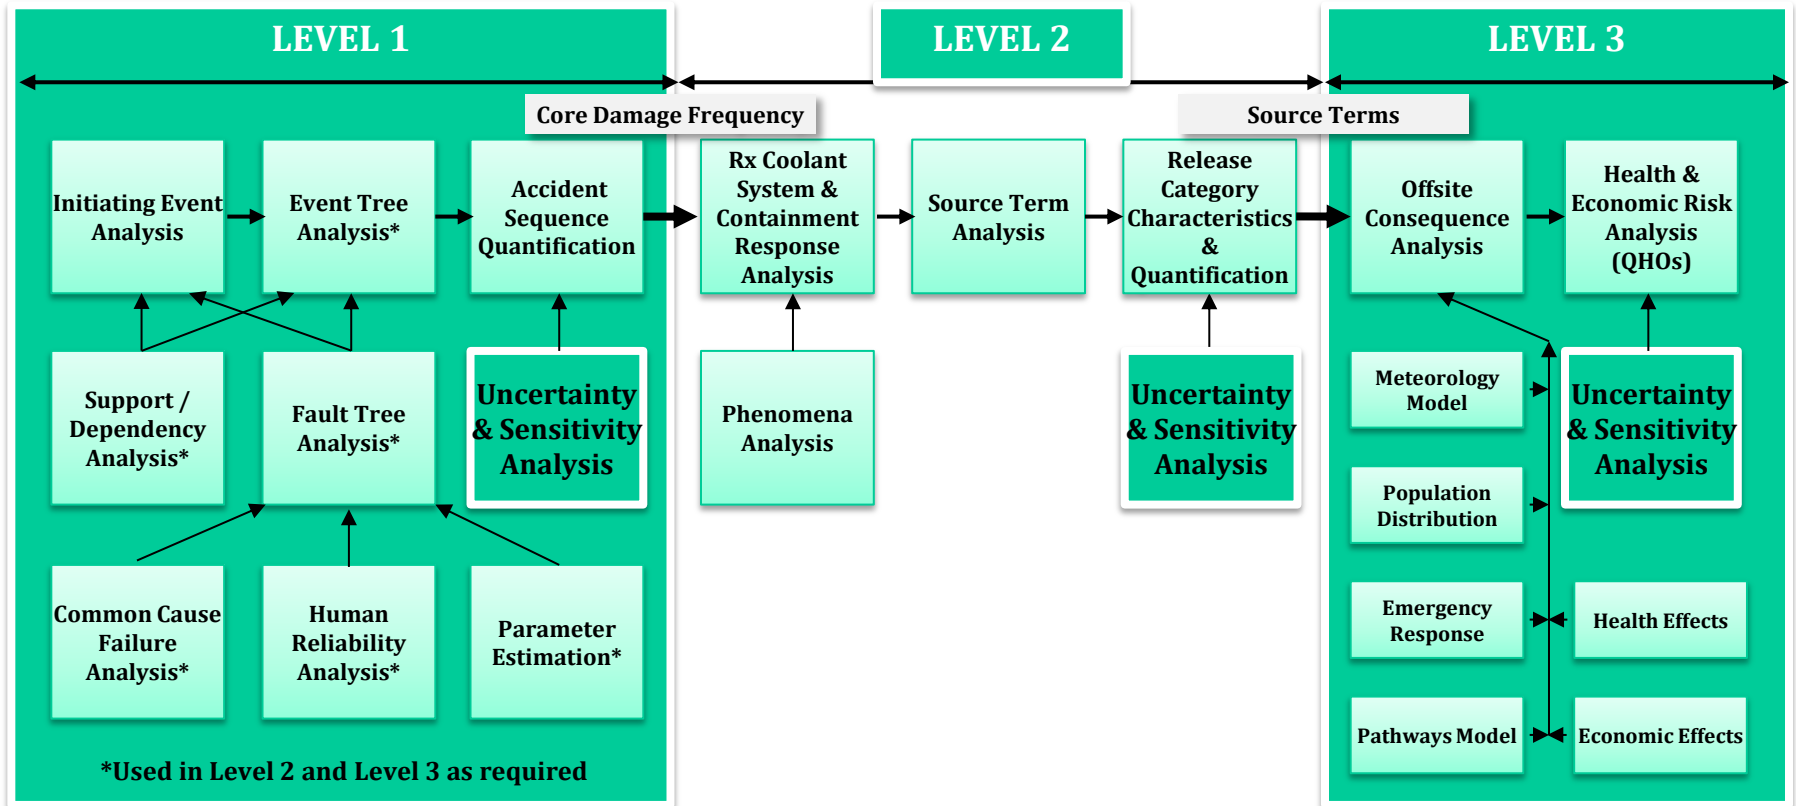 LEVEL 1
LEVEL 2
LEVEL 3
Core Damage Frequency
Source Terms
Initiating Event
Analysis
Event Tree
Analysis*
Accident
Sequence
Quantification
Rx Coolant
System &
Containment
Response
Analysis
Source Term
Analysis
Release
Category
Characteristics
&
Quantification
Offsite
Consequence
Analysis
Health &
Economic Risk
Analysis
(QHOs)
Support /
Dependency
Analysis*
Fault Tree
Analysis*
Uncertainty
& Sensitivity
Analysis
Phenomena
Analysis
Uncertainty
& Sensitivity
Analysis
Meteorology
Model
Uncertainty
& Sensitivity
Analysis
Population
Distribution
Common Cause
Failure
Analysis*
Human
Reliability
Analysis*
Parameter
Estimation*
Emergency
Response
Health Effects
Pathways Model
Economic Effects
*Used in Level 2 and Level 3 as required